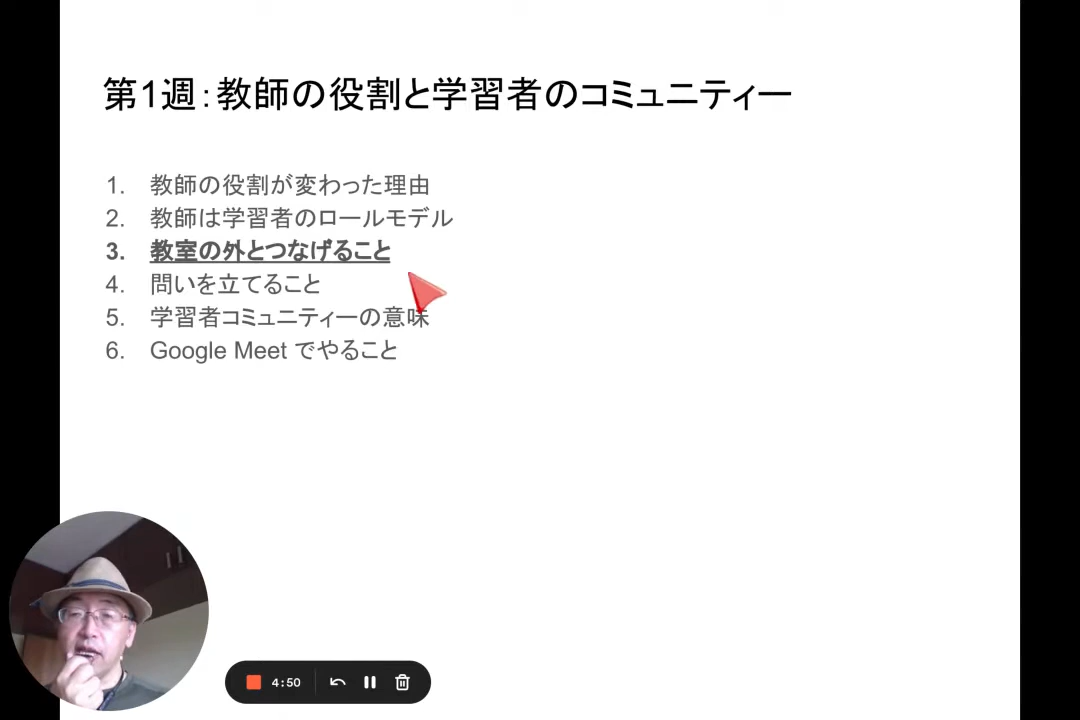 第1週：教師の役割と学習者のコミュニティー
1. 教師の役割が変わった理由
2. 教師は学習者のロールモデル
3. 教室の外とつなげること
4. 問いを立てること
5. 学習者コミュニティーの意味
6. Google Meet でやること
4:50